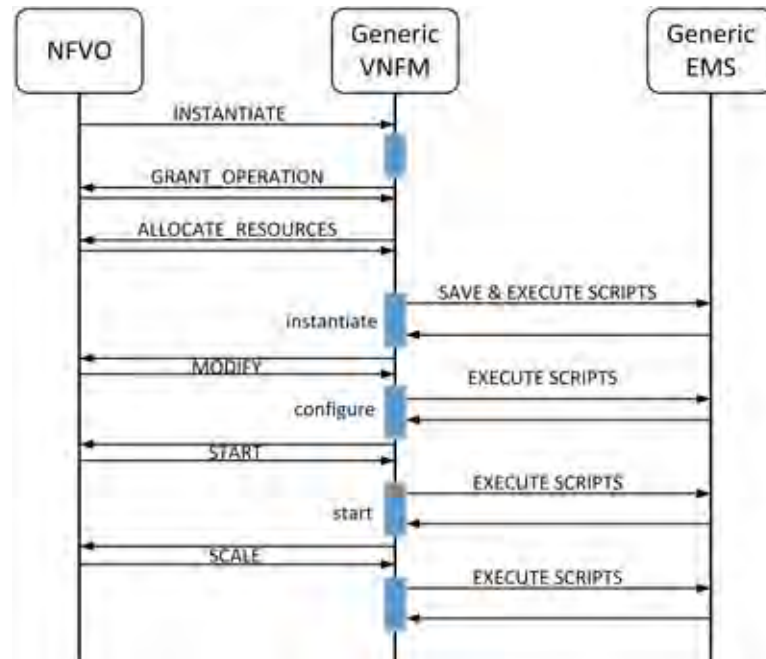 NFVO
Generic
VNFM
Generic
EMS
INSTANTIATE
GRANT_OPERATION
ALLOCATE_RESOURCES
SAVE & EXECUTE SCRIPTS
instantiate
MODIFY
EXECUTE SCRIPTS
configure
START
EXECUTE SCRIPTS
start
SCALE
EXECUTE SCRIPTS